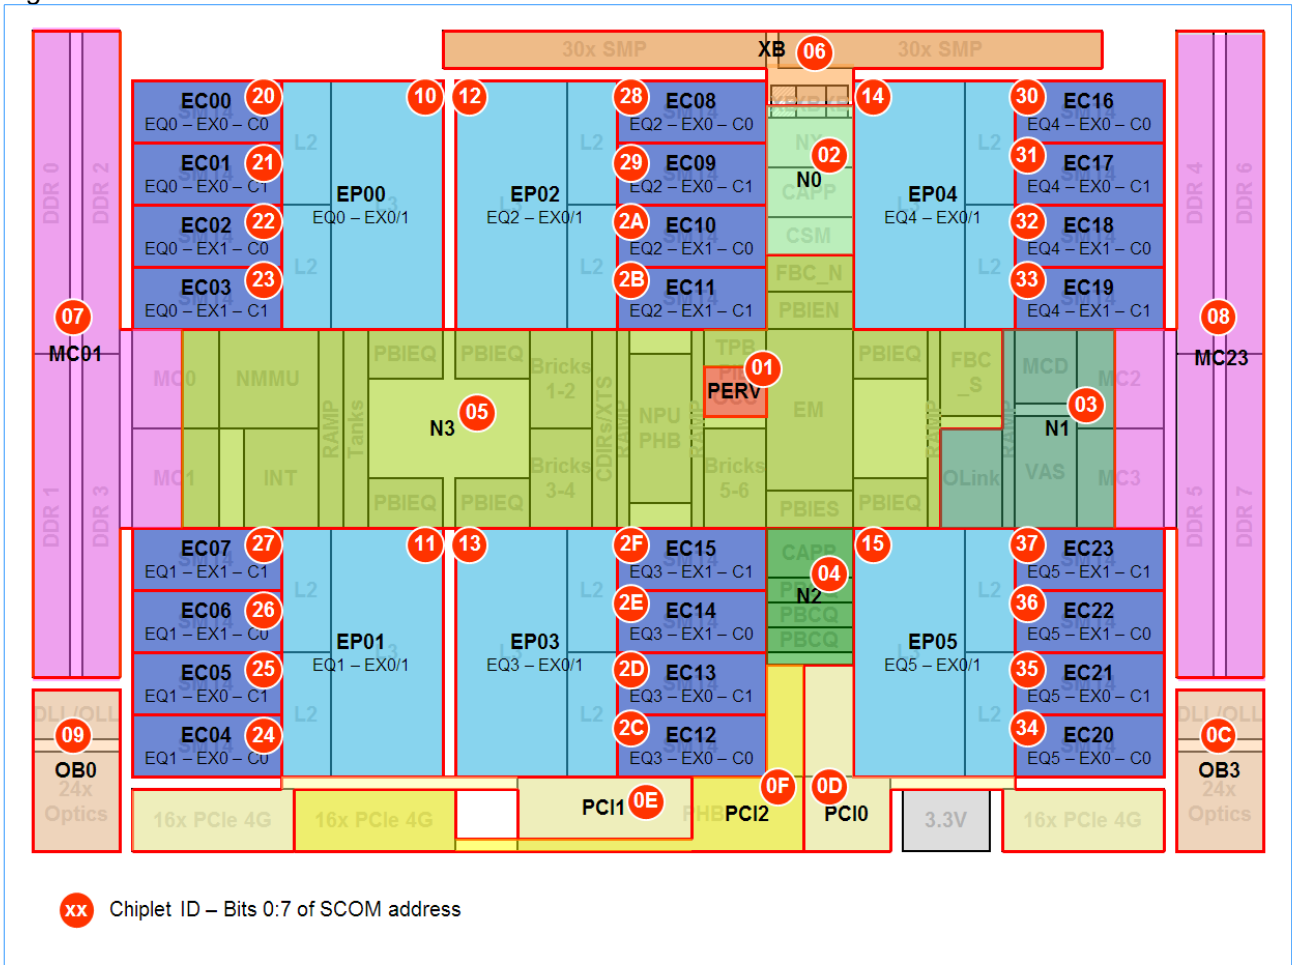 30x SMP
XB
06
30x SMP
EC00
20
EQ0 – EX0 – C0
EC01
21
EQ0 – EX0 – C1
EC02
22
EQ0 – EX1 – C0
EC03
23
EQ0 – EX1 – C1
SMT4
L2
L2
10
EP00
EQ0 – EX0/1
L3
12
EP02
EQ2 – EX0/1
L3
L2
L2
28
EC08
EQ2 – EX0 – C0
29
EC09
EQ2 – EX0 – C1
2A
EC10
EQ2 – EX1 – C0
2B
EC11
EQ2 – EX1 – C1
NX
02
N0
CAPP
CSM
FBC_N
PBIEN
14
EP04
EQ4 – EX0/1
L3
L2
L2
30
EC16
EQ4 – EX0 – C0
31
EC17
EQ4 – EX0 – C1
32
EC18
EQ4 – EX1 – C0
33
EC19
EQ4 – EX1 – C1
DDR 0
DDR 2
07
MC01
DDR 1
DDR 3
DDR 4
DDR 6
08
MC23
DDR 5
DDR 7
MC0
MC1
NMMU
INT
RAMP
Tanks
PBIEQ
PBIEQ
N3
05
PBIEQ
PBIEQ
Bricks
1-2
Bricks
3-4
CDIRs/XTS
RAMP
NPU
PHB
RAMP
TPB
01
PERV
Bricks
5-6
EM
PBIES
PBIEQ
PBIEQ
RAMP
FBC
_S
OLink
RAMP
MCD
03
N1
VAS
MC2
MC3
EC07
27
EQ1 – EX1 – C1
EC06
26
EQ1 – EX1 – C0
EC05
25
EQ1 – EX0 – C1
EC04
24
EQ1 – EX0 – C0
L2
L2
11
EP01
EQ1 – EX0/1
L3
13
EP03
EQ3 – EX0/1
L3
L2
L2
2F
EC15
EQ3 – EX1 – C1
2E
EC14
EQ3 – EX1 – C0
2D
EC13
EQ3 – EX0 – C1
2C
EC12
EQ3 – EX0 – C0
CAPP
04
N2
PBCQ
PBCQ
PBCQ
15
EP05
EQ5 – EX0/1
L3
L2
L2
37
EC23
EQ5 – EX1 – C1
36
EC22
EQ5 – EX1 – C0
35
EC21
EQ5 – EX0 – C1
34
EC20
EQ5 – EX0 – C0
DLL/OLL
09
OB0
24x
Optics
16x PCIe 4G
16x PCIe 4G
PCI1
0E
PHB
0F
PCI2
0D
PCI0
3.3V
16x PCIe 4G
DLL/OLL
0C
OB3
24x
Optics
xx
Chiplet ID – Bits 0:7 of SCOM address